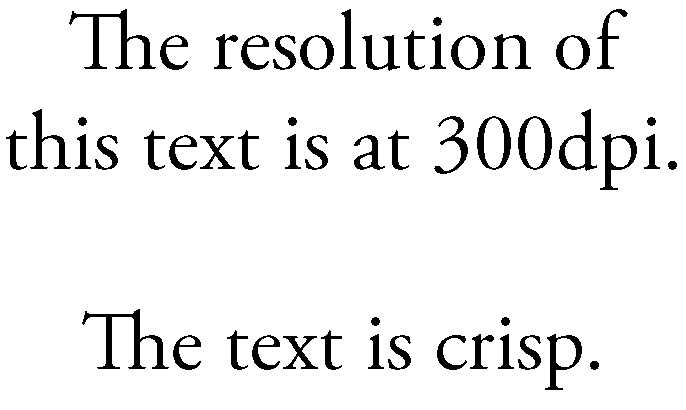 The resolution of
this text is at 300dpi.
The text is crisp.